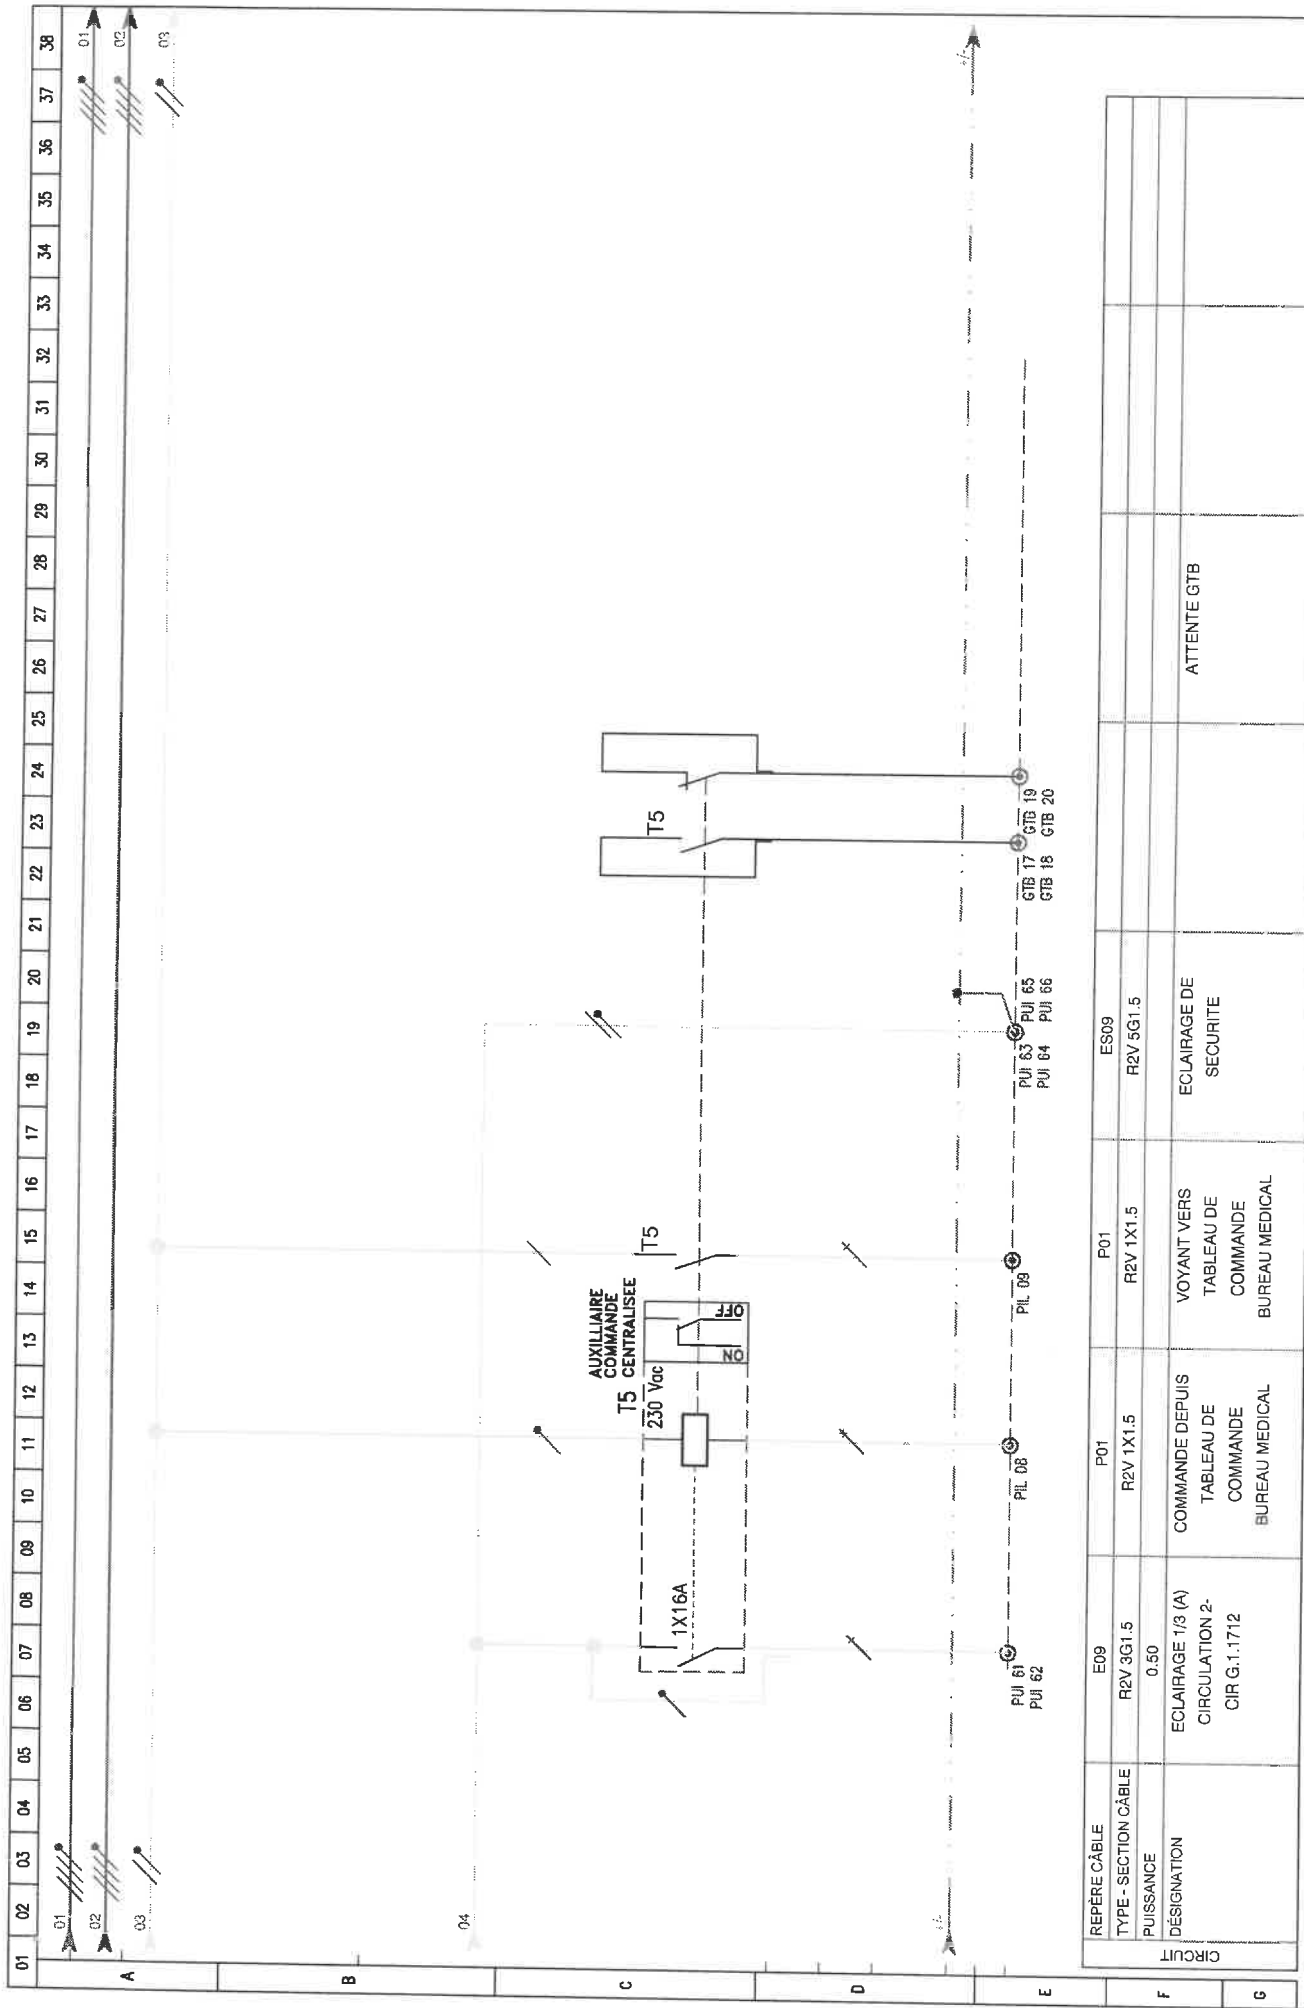 01 02 03 04 05 06 07 08 09 10 11 12 13 14 15 16 17 18 19 20 21 22 23 24 25 26 27 28 29 30 31 32 33 34 35 36 37 38
A
B
C
D
E
F
G
01
01
02
02
03
03
04
+/-
+/-
AUXILLIAIRE
COMMANDE
CENTRALISEE
T5
230 Vac
1X16A
ON
OFF
T5
T5
PUI 61
PUI 62
PIL 08
PIL 09
PUI 63
PUI 64
PUI 65
PUI 66
GTB 17
GTB 18
GTB 19
GTB 20
CIRCUIT
REPÈRE CÂBLE E09 P01 P01 ES09
TYPE - SECTION CÂBLE R2V 3G1.5 R2V 1X1.5 R2V 1X1.5 R2V 5G1.5
PUISSANCE 0.50
DÉSIGNATION
ECLAIRAGE 1/3 (A)
CIRCULATION 2-
CIR G.1.1712
COMMANDE DEPUIS
TABLEAU DE
COMMANDE
BUREAU MEDICAL
VOYANT VERS
TABLEAU DE
COMMANDE
BUREAU MEDICAL
ECLAIRAGE DE
SECURITE
ATTENTE GTB